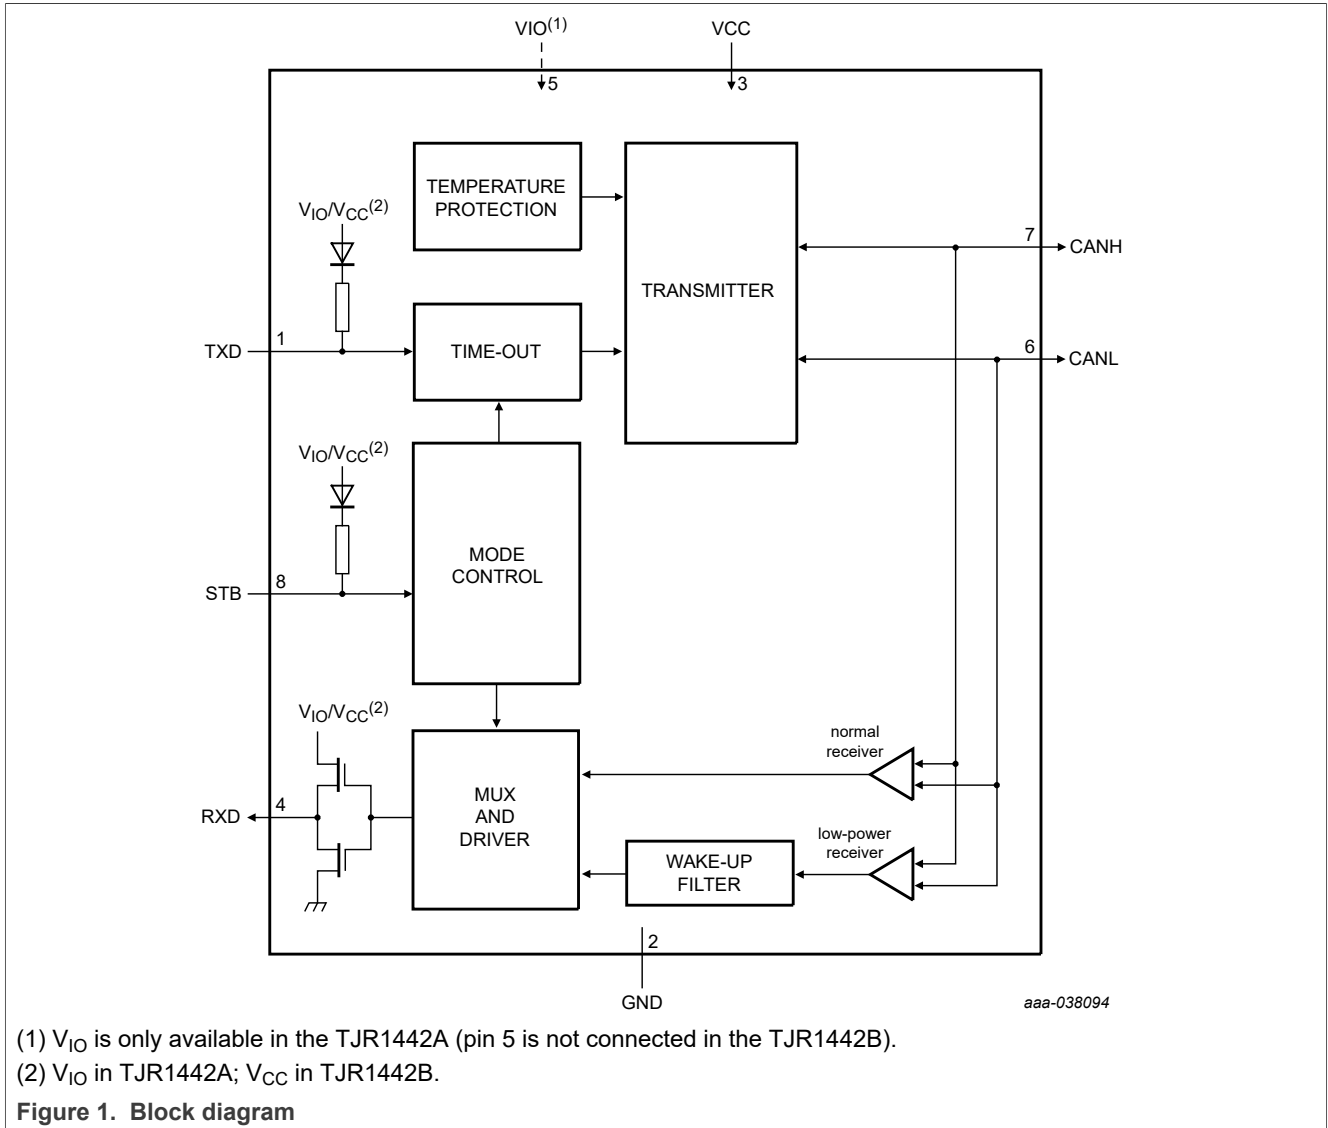 VIO(1)
VCC
5
3
TEMPERATURE
PROTECTION
VIO/VCC(2)
7
CANH
TRANSMITTER
1
TXD
TIME-OUT
6
CANL
VIO/VCC(2)
MODE
CONTROL
8
STB
VIO/VCC(2)
normal
receiver
MUX
AND
DRIVER
4
RXD
low-power
receiver
WAKE-UP
FILTER
2
GND
aaa-038094
(1) VIO is only available in the TJR1442A (pin 5 is not connected in the TJR1442B).
(2) VIO in TJR1442A; VCC in TJR1442B.
Figure 1. Block diagram